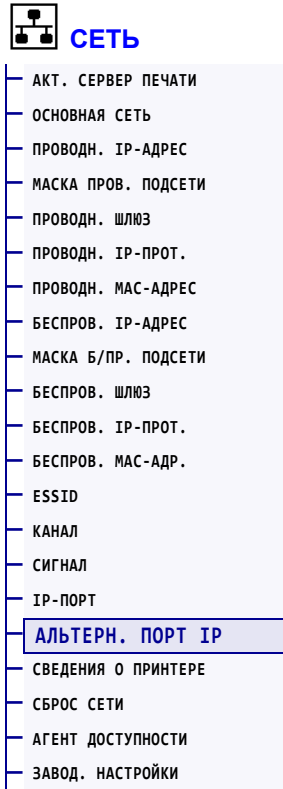 СЕТЬ
АКТ. СЕРВЕР ПЕЧАТИ
ОСНОВНАЯ СЕТЬ
ПРОВОДН. IP-АДРЕС
МАСКА ПРОВ. ПОДСЕТИ
ПРОВОДН. ШЛЮЗ
ПРОВОДН. IP-ПРОТ.
ПРОВОДН. MAC-АДРЕС
БЕСПРОВ. IP-АДРЕС
МАСКА Б/ПР. ПОДСЕТИ
БЕСПРОВ. ШЛЮЗ
БЕСПРОВ. IP-ПРОТ.
БЕСПРОВ. MAC-АДР.
ESSID
КАНАЛ
СИГНАЛ
IP-ПОРТ
АЛЬТЕРН. ПОРТ IP
СВЕДЕНИЯ О ПРИНТЕРЕ
СБРОС СЕТИ
АГЕНТ ДОСТУПНОСТИ
ЗАВОД. НАСТРОЙКИ